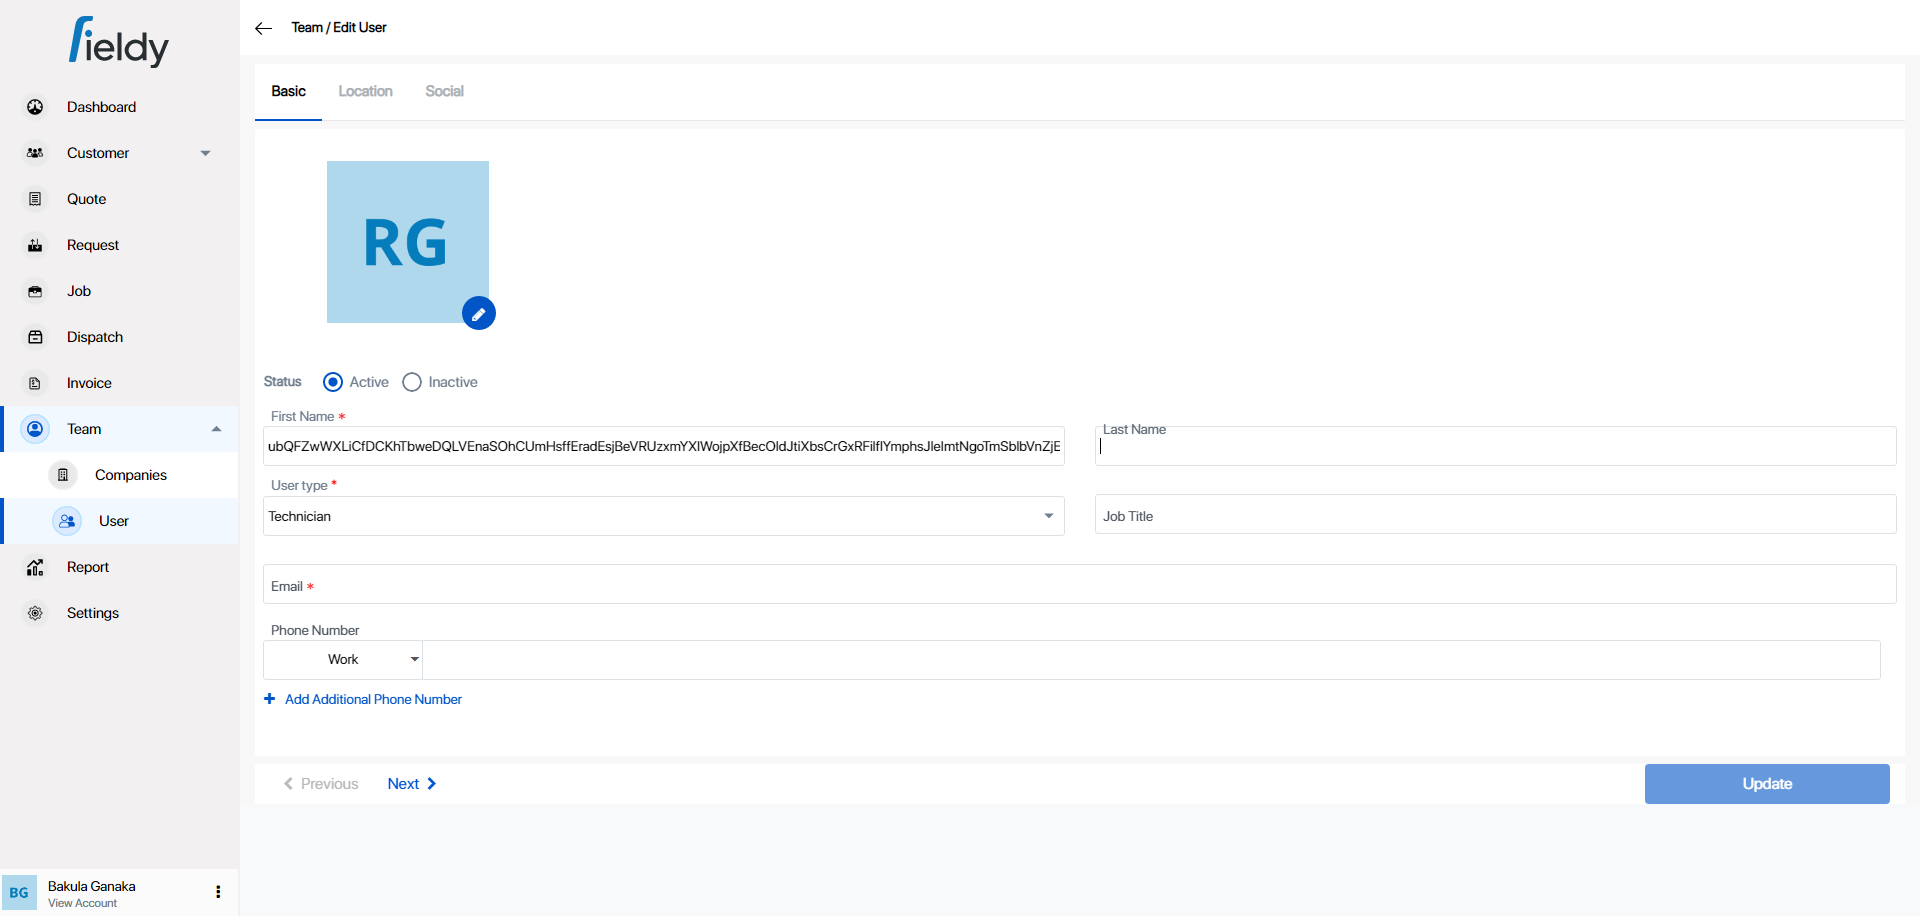 fieldy
Team / Edit User
Basic
Location
Social
Dashboard
Customer
Quote
Request
Job
Dispatch
Invoice
Team
Companies
User
Report
Settings
RG
Status
Active
Inactive
First Name *
Last Name
User type *
Technician
Job Title
Email *
Phone Number
Work
+ Add Additional Phone Number
Previous
Next
Update
BG
Bakula Ganaka
View Account